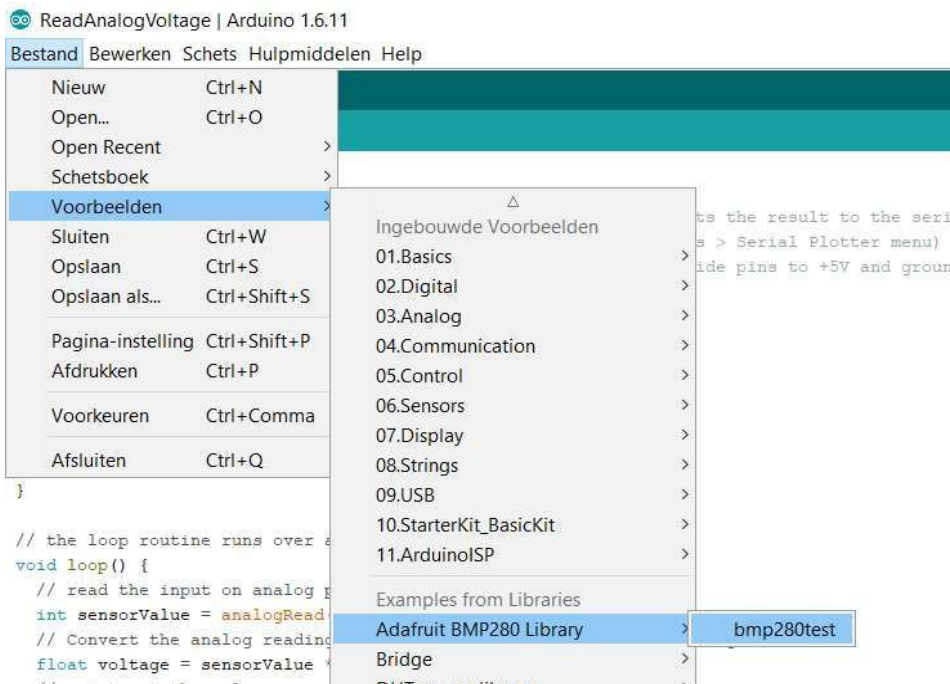 ReadAnalogVoltage | Arduino 1.6.11
Bestand Bewerken Schets Hulpmiddelen Help
Nieuw Ctrl+N
Open... Ctrl+O
Open Recent
Schetsboek
Voorbeelden
Sluiten Ctrl+W
Opslaan Ctrl+S
Opslaan als... Ctrl+Shift+S
Pagina-instelling Ctrl+Shift+P
Afdrukken Ctrl+P
Voorkeuren Ctrl+Comma
Afsluiten Ctrl+Q
Ingebouwde Voorbeelden
01.Basics
02.Digital
03.Analog
04.Communication
05.Control
06.Sensors
07.Display
08.Strings
09.USB
10.StarterKit_BasicKit
11.ArduinoISP
Examples from Libraries
Adafruit BMP280 Library
Bridge
bmp280test
ts the result to the seri
s > Serial Plotter menu)
ide pins to +5V and groun
}
// the loop routine runs over a
void loop() {
// read the input on analog p
int sensorValue = analogRead(
// Convert the analog reading
float voltage = sensorValue *